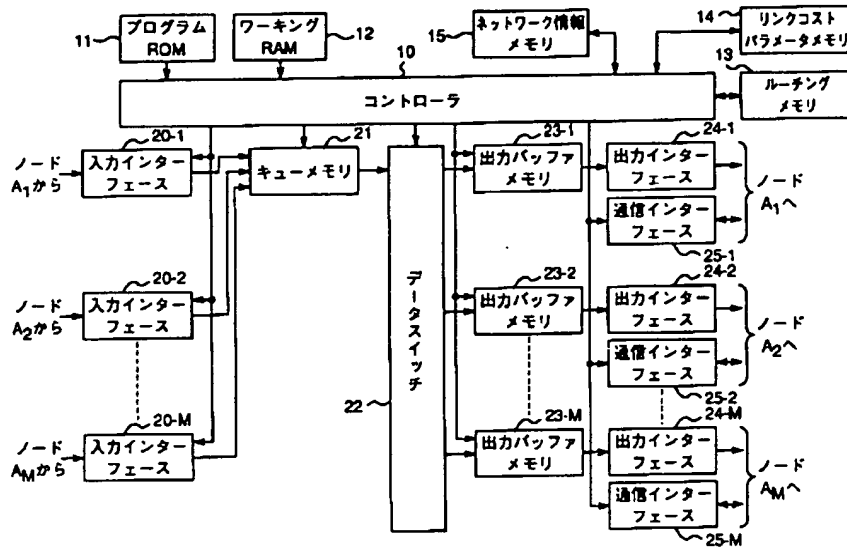 11
プログラム
ROM
ワーキング
RAM
12
15
ネットワーク情報
メモリ
14
リンクコスト
パラメータメモリ
13
ルーチング
メモリ
10
コントローラ
20-1
入力インター
フェース
ノード
A1から
21
キューメモリ
23-1
出力バッファ
メモリ
24-1
出力インター
フェース
通信インター
フェース
25-1
ノード
A1へ
20-2
入力インター
フェース
ノード
A2から
データスイッチ
22
23-2
出力バッファ
メモリ
24-2
出力インター
フェース
通信インター
フェース
25-2
ノード
A2へ
20-M
入力インター
フェース
ノード
AMから
23-M
出力バッファ
メモリ
24-M
出力インター
フェース
通信インター
フェース
25-M
ノード
AMへ